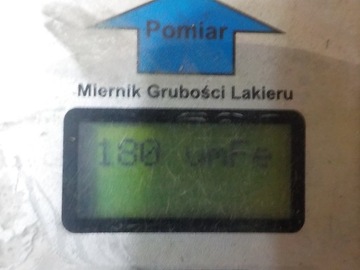 Pomiar
Miernik Grubości Lakieru
180 umFe